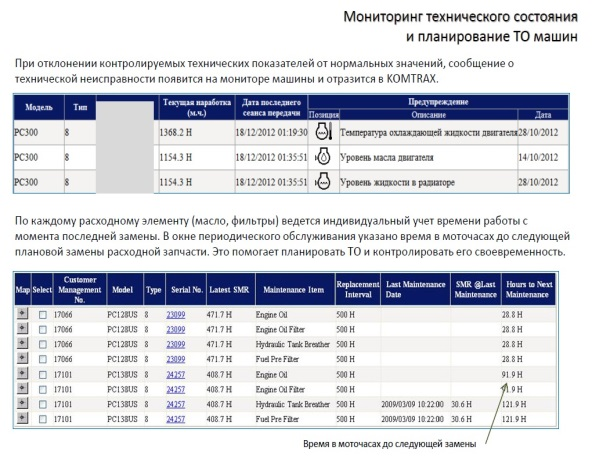 Мониторинг технического состояния
и планирование ТО машин
При отклонении контролируемых технических показателей от нормальных значений, сообщение о
технической неисправности появится на мониторе машины и отразится в KOMTRAX.
Модель Тип Текущая наработка (м.ч.) Дата последнего сеанса передачи Предупреждение
Позиция Описание Дата
PC300 8 1368.2 H 18/12/2012 01:19:30 Температура охлаждающей жидкости двигателя 28/10/2012
PC300 8 1154.3 H 18/12/2012 01:35:51 Уровень масла двигателя 14/10/2012
PC300 8 1154.3 H 18/12/2012 01:35:51 Уровень жидкости в радиаторе 28/10/2012
По каждому расходному элементу (масло, фильтры) ведется индивидуальный учет времени работы с
момента последней замены. В окне периодического обслуживания указано время в моточасах до следующей
плановой замены расходной запчасти. Это помогает планировать ТО и контролировать его своевременность.
Map Select Customer Management No. Model Type Serial No. Latest SMR Maintenance Item Replacement Interval Last Maintenance Date SMR @Last Maintenance Hours to Next Maintenance
17066 PC128US 8 23099 471.7 H Engine Oil 500 H 28.8 H
17066 PC128US 8 23099 471.7 H Engine Oil Filter 500 H 28.8 H
17066 PC128US 8 23099 471.7 H Hydraulic Tank Breather 500 H 28.8 H
17066 PC128US 8 23099 471.7 H Fuel Pre Filter 500 H 28.8 H
17101 PC138US 8 24257 408.7 H Engine Oil 500 H 91.9 H
17101 PC138US 8 24257 408.7 H Engine Oil Filter 500 H
17101 PC138US 8 24257 408.7 H Hydraulic Tank Breather 500 H 2009/03/09 10:22:00 30.6 H 121.9 H
17101 PC138US 8 24257 408.7 H Fuel Pre Filter 500 H 2009/03/09 10:22:00 30.6 H 121.9 H
Время в моточасах до следующей замены